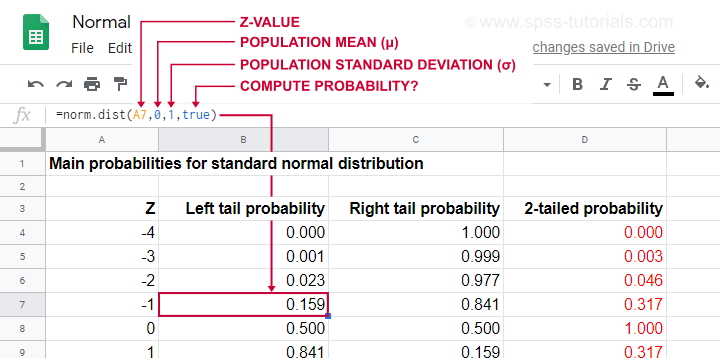 Normal
Z-VALUE
© www.spss-tutorials.com
File Edit
POPULATION MEAN (μ)
changes saved in Drive
POPULATION STANDARD DEVIATION (σ)
COMPUTE PROBABILITY?
B I S A
fx =norm.dist(A7,0,1,true)
A B C D
1 Main probabilities for standard normal distribution
2
3 Z Left tail probability Right tail probability 2-tailed probability
4 -4 0.000 1.000 0.000
5 -3 0.001 0.999 0.003
6 -2 0.023 0.977 0.046
7 -1 0.159 0.841 0.317
8 0 0.500 0.500 1.000
9 1 0.841 0.159 0.317